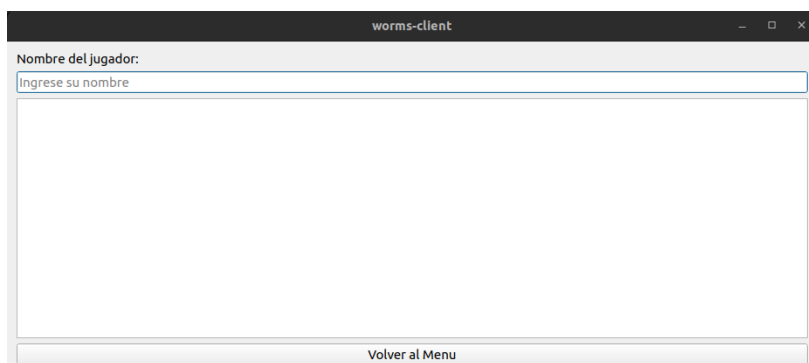 worms-client
Nombre del jugador:
Ingrese su nombre
Volver al Menu